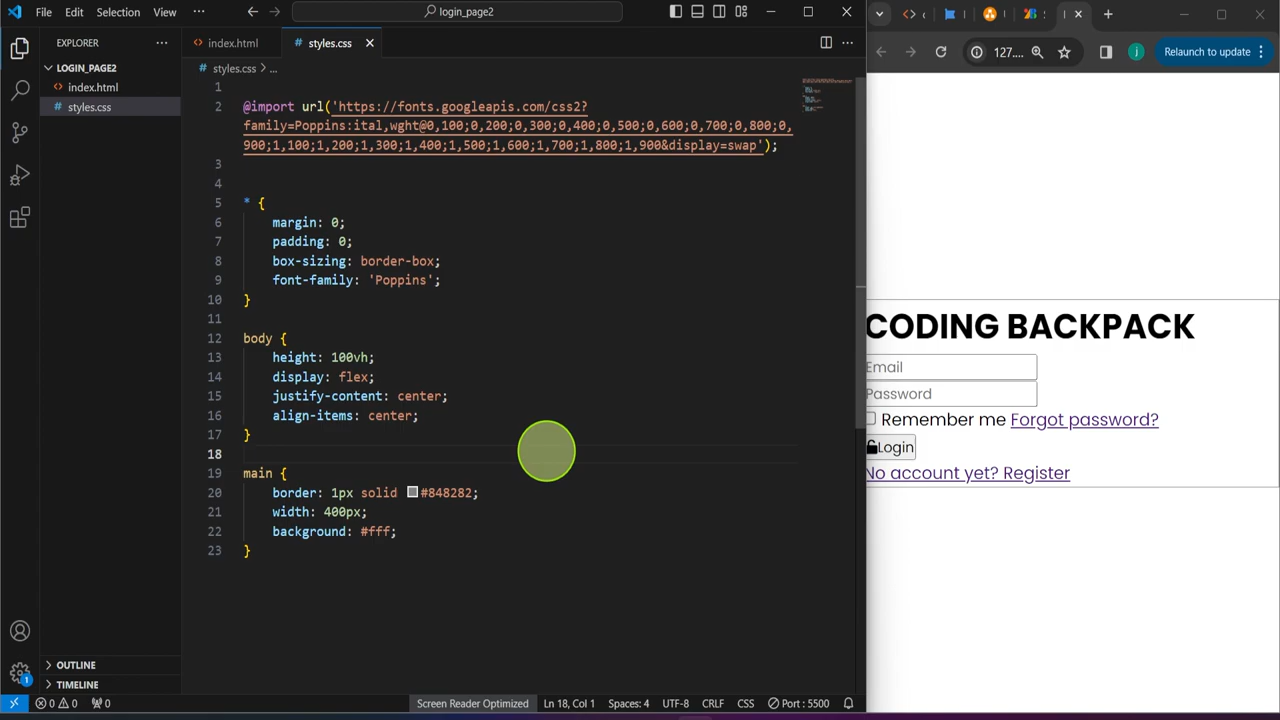 File Edit Selection View ··· login_page2
EXPLORER ···
LOGIN_PAGE2
index.html
styles.css
OUTLINE
TIMELINE
index.html styles.css
styles.css > ...
1
2 @import url('https://fonts.googleapis.com/css2?
family=Poppins:ital,wght@0,100;0,200;0,300;0,400;0,500;0,600;0,700;0,800;0,
900;1,100;1,200;1,300;1,400;1,500;1,600;1,700;1,800;1,900&display=swap');
3
4
5 * {
6 margin: 0;
7 padding: 0;
8 box-sizing: border-box;
9 font-family: 'Poppins';
10 }
11
12 body {
13 height: 100vh;
14 display: flex;
15 justify-content: center;
16 align-items: center;
17 }
18
19 main {
20 border: 1px solid #848282;
21 width: 400px;
22 background: #fff;
23 }
1
0 0 0 Screen Reader Optimized Ln 18, Col 1 Spaces: 4 UTF-8 CRLF CSS Port : 5500
127.... i Relaunch to update
CODING BACKPACK
Email
Password
Remember me Forgot password?
Login
No account yet? Register